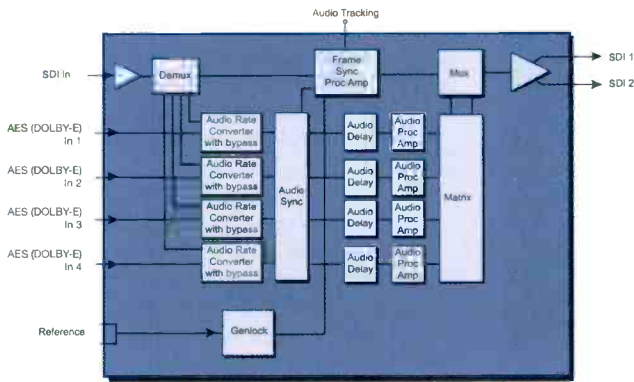 Audio Tracking
SDI In
Demux
Frame
Sync
Proc Amp
Mux
SDI 1
SDI 2
AES (DOLBY-E)
In 1
Audio Rate
Converter
with bypass
Audio
Delay
Audio
Proc
Amp
AES (DOLBY-E)
In 2
Audio Rate
Converter
with bypass
Audio
Sync
Audio
Delay
Audio
Proc
Amp
Matrix
AES (DOLBY-E)
In 3
Audio Rate
Converter
with bypass
Audio
Delay
Audio
Proc
Amp
AES (DOLBY-E)
In 4
Audio Rate
Converter
with bypass
Audio
Delay
Audio
Proc
Amp
Reference
Genlock